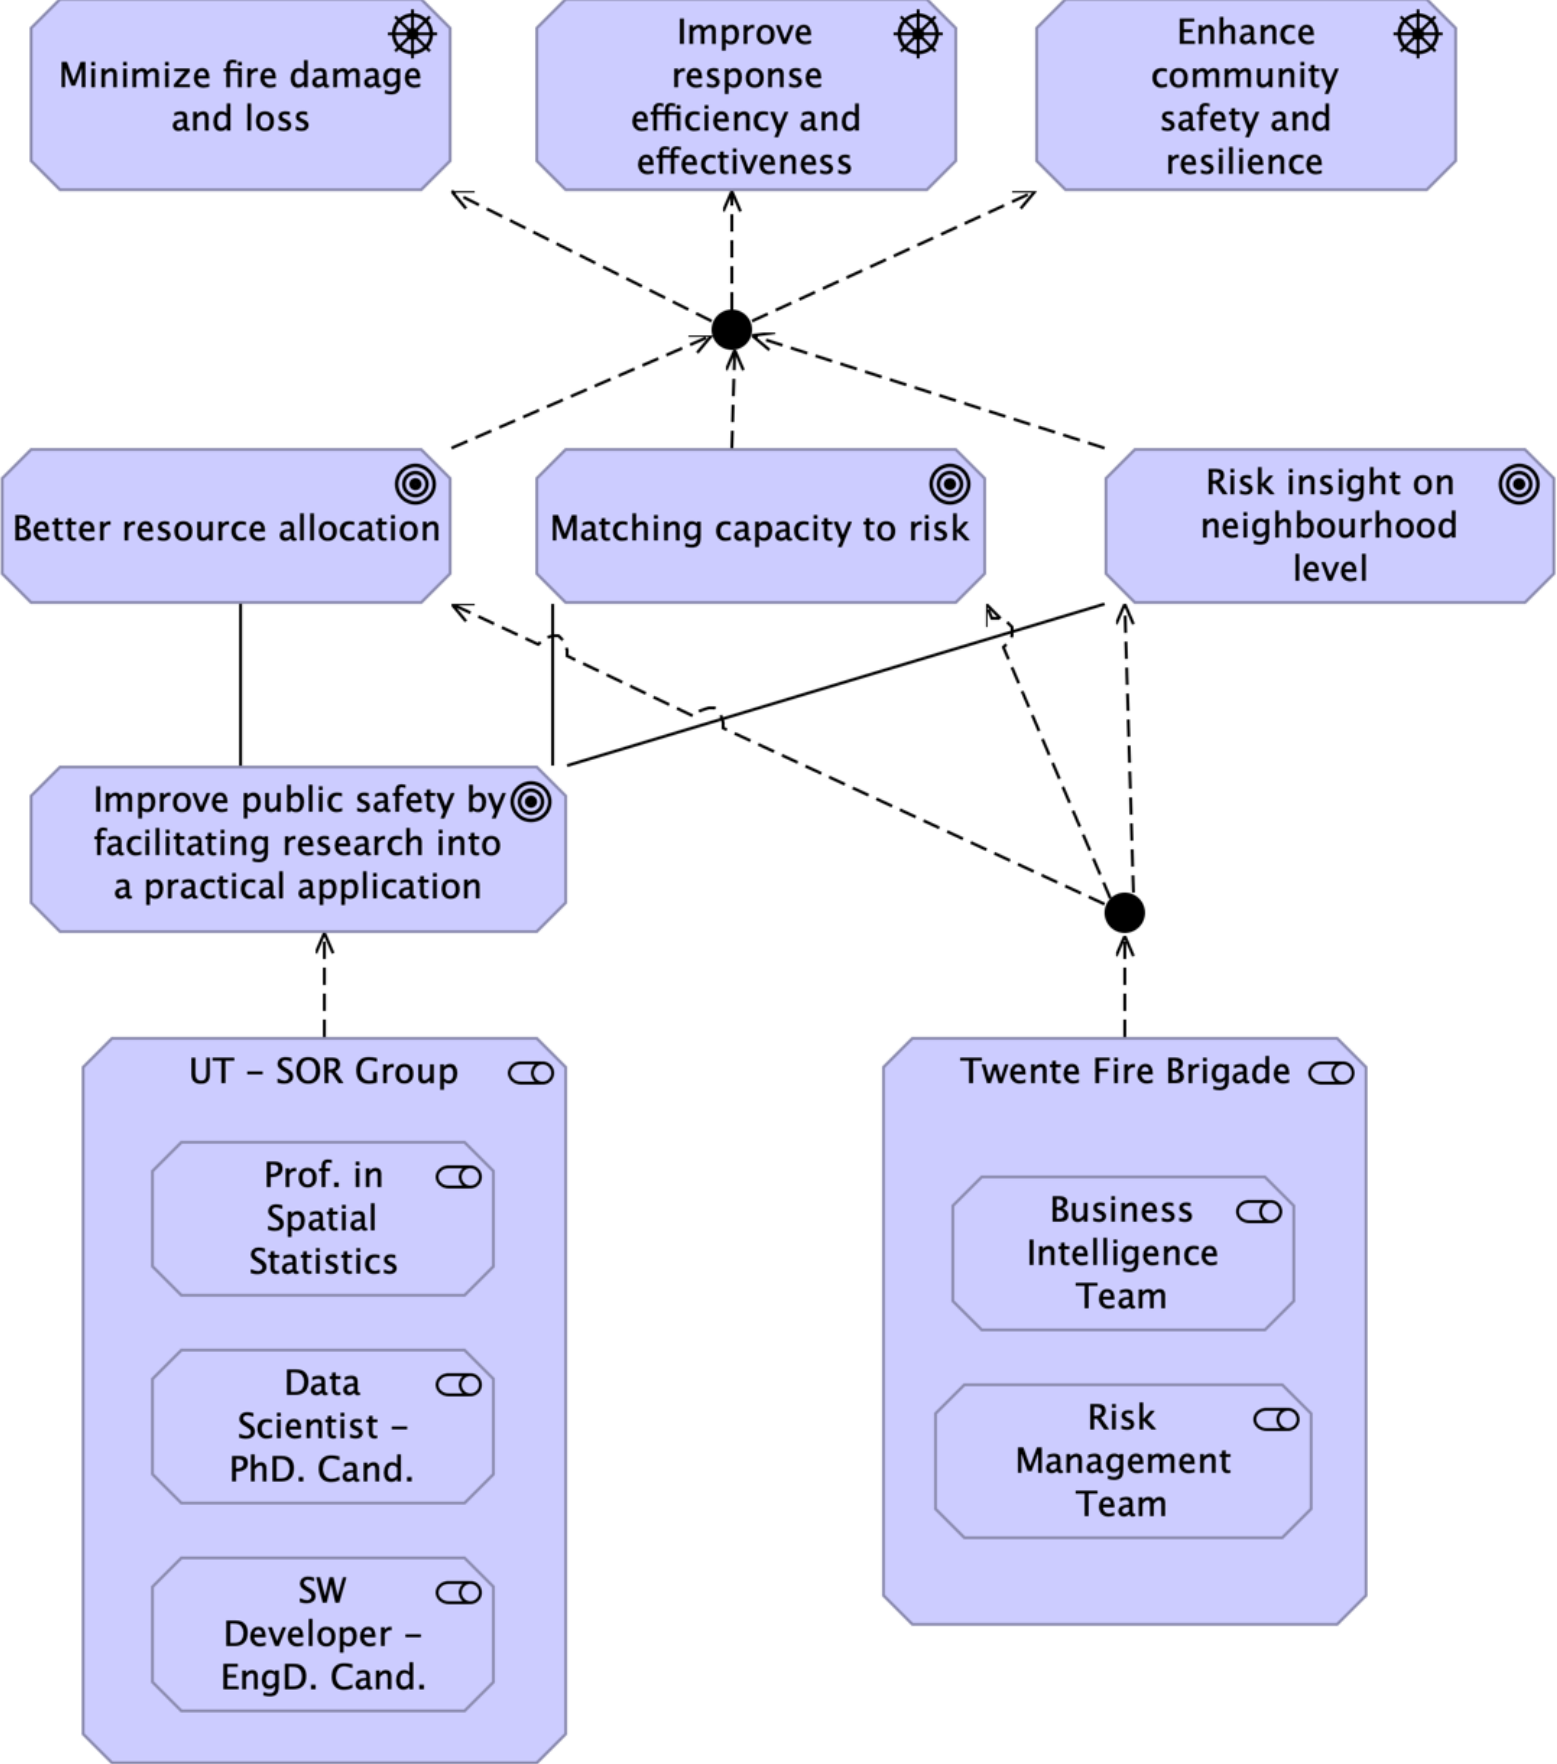 Minimize fire damage
and loss
Improve
response
efficiency and
effectiveness
Enhance
community
safety and
resilience
Better resource allocation
Matching capacity to risk
Risk insight on
neighbourhood
level
Improve public safety by
facilitating research into
a practical application
UT – SOR Group
Prof. in
Spatial
Statistics
Data
Scientist –
PhD. Cand.
SW
Developer –
EngD. Cand.
Twente Fire Brigade
Business
Intelligence
Team
Risk
Management
Team